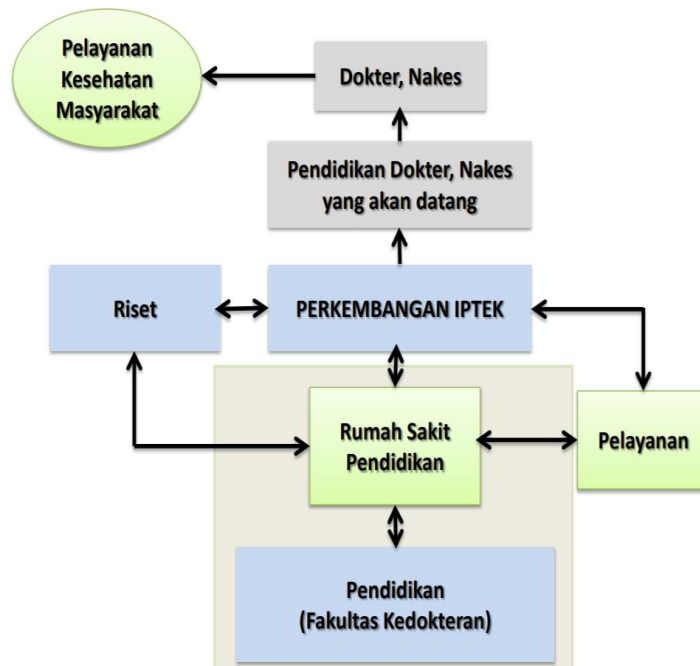 Pelayanan
Kesehatan
Masyarakat
Dokter, Nakes
Pendidikan Dokter, Nakes
yang akan datang
Riset
PERKEMBANGAN IPTEK
Rumah Sakit
Pendidikan
Pelayanan
Pendidikan
(Fakultas Kedokteran)